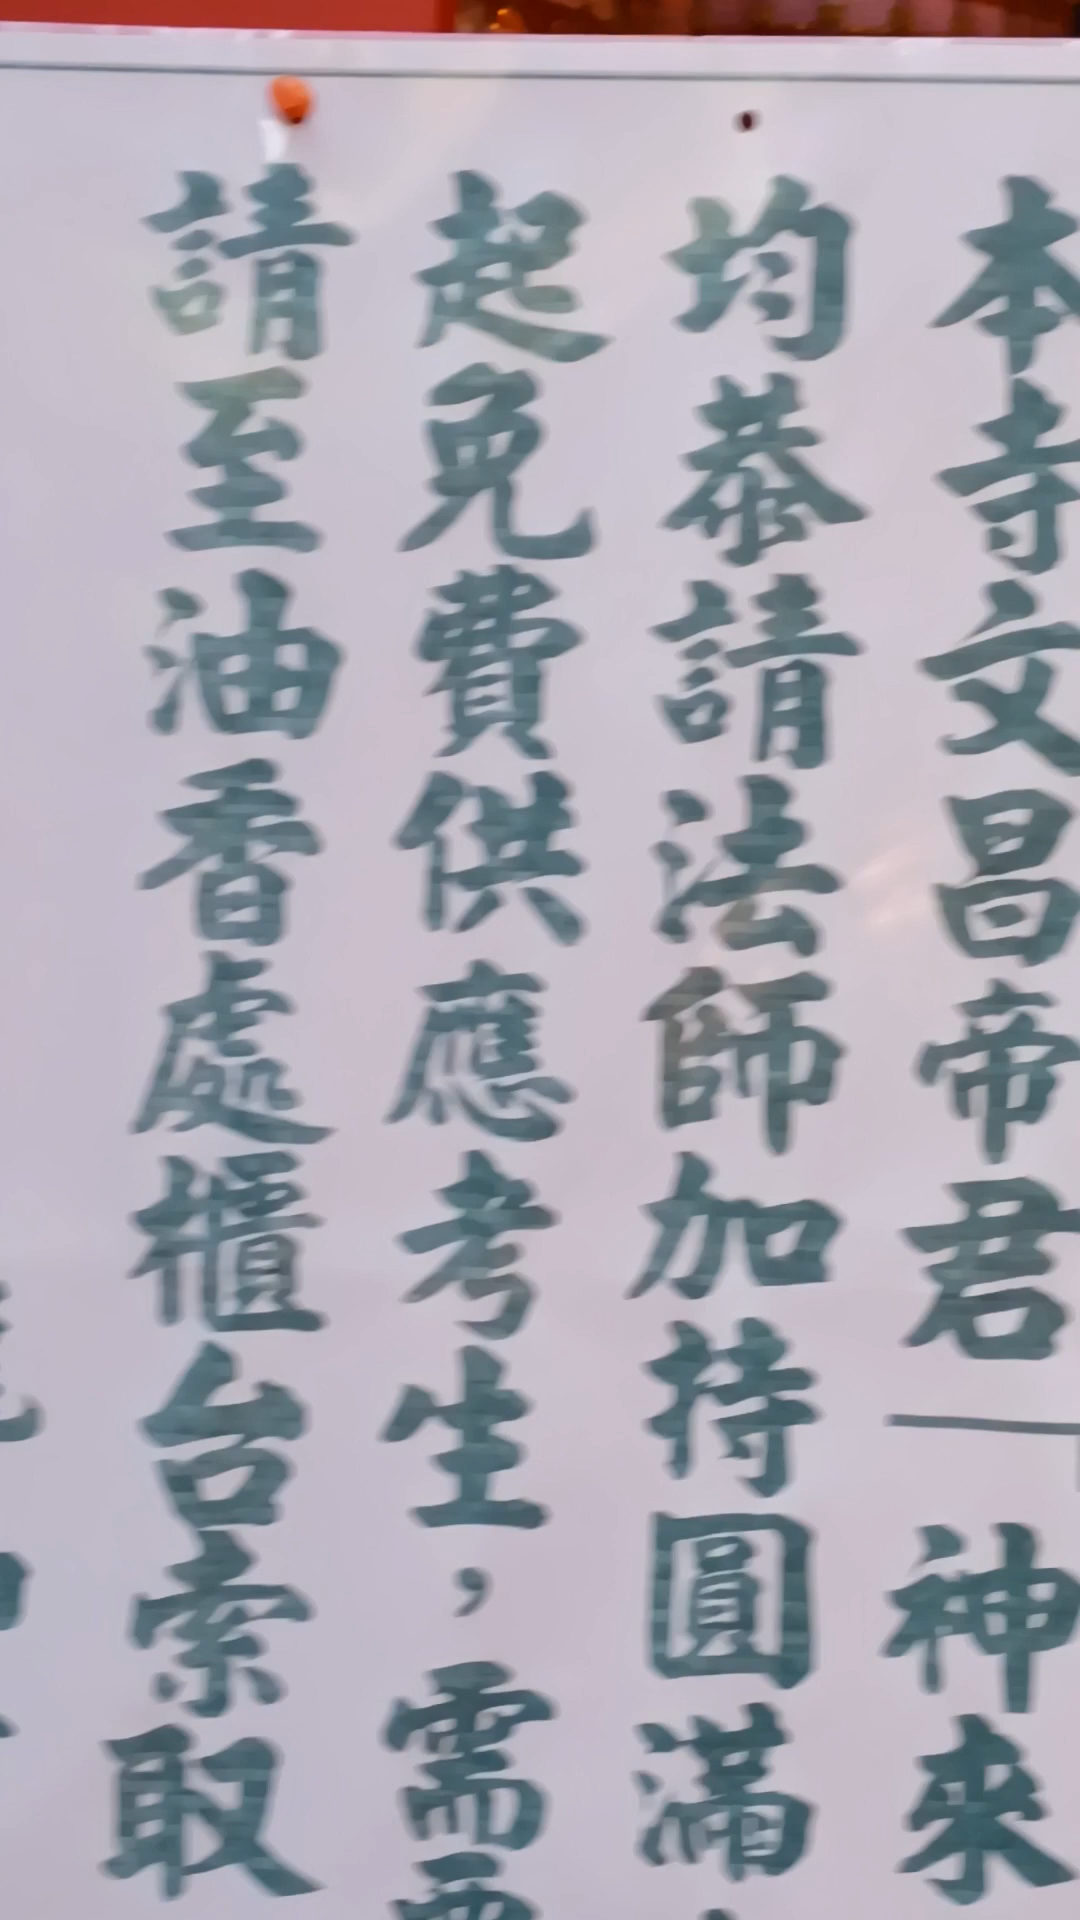 本寺文昌帝君—神來
均恭請法師加持圓滿
起免費供應考生，需要
請至油香處櫃台索取